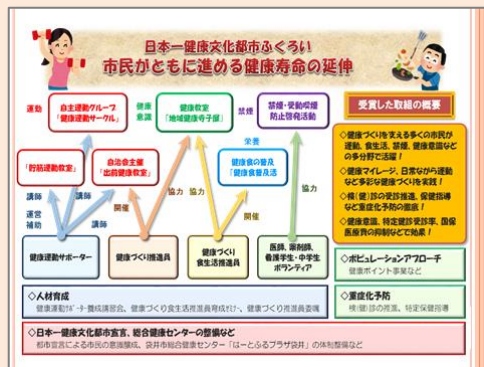 日本一健康文化都市ふくろい
市民がともに進める健康寿命の延伸
運動
自主運動グループ
「健康運動サークル」
健康
意識
健康教室
「地域健康寺子屋」
禁煙
禁煙・受動喫煙
防止啓発活動
受賞した取組の概要
栄養
「貯筋運動教室」
自治会主催
「出前健康教室」
健康食の普及
「健康食普及活
◇健康づくりを支える多くの市民が
運動、食生活、禁煙、健康意識など
の多分野で活躍!
◇健康マイレージ、日常ながら運動
など多彩な健康づくりを実践!
◇検(健)診の受診推進、保健指導
など重症化予防の徹底!
◇健康意識、特定健診受診率、国保
医療費の抑制などで効果!
講師
講師
講師
運営
補助
開催
協力
協力
開催
協力
健康運動サポーター
健康づくり推進員
健康づくり
食生活推進員
医師、薬剤師、
看護学生・中学生
ボランティア
◇ポピュレーションアプローチ
健康ポイント事業など
◇人材育成
健康運動サポーター養成講習会、健康づくり食生活推進員育成セミナー、健康づくり推進員委嘱
◇重症化予防
検(健)診の推進、特定保健指導
◇日本一健康文化都市宣言、総合健康センターの整備など
都市宣言による市民の意識醸成、袋井市総合健康センター「はーとふるプラザ袋井」の体制整備など